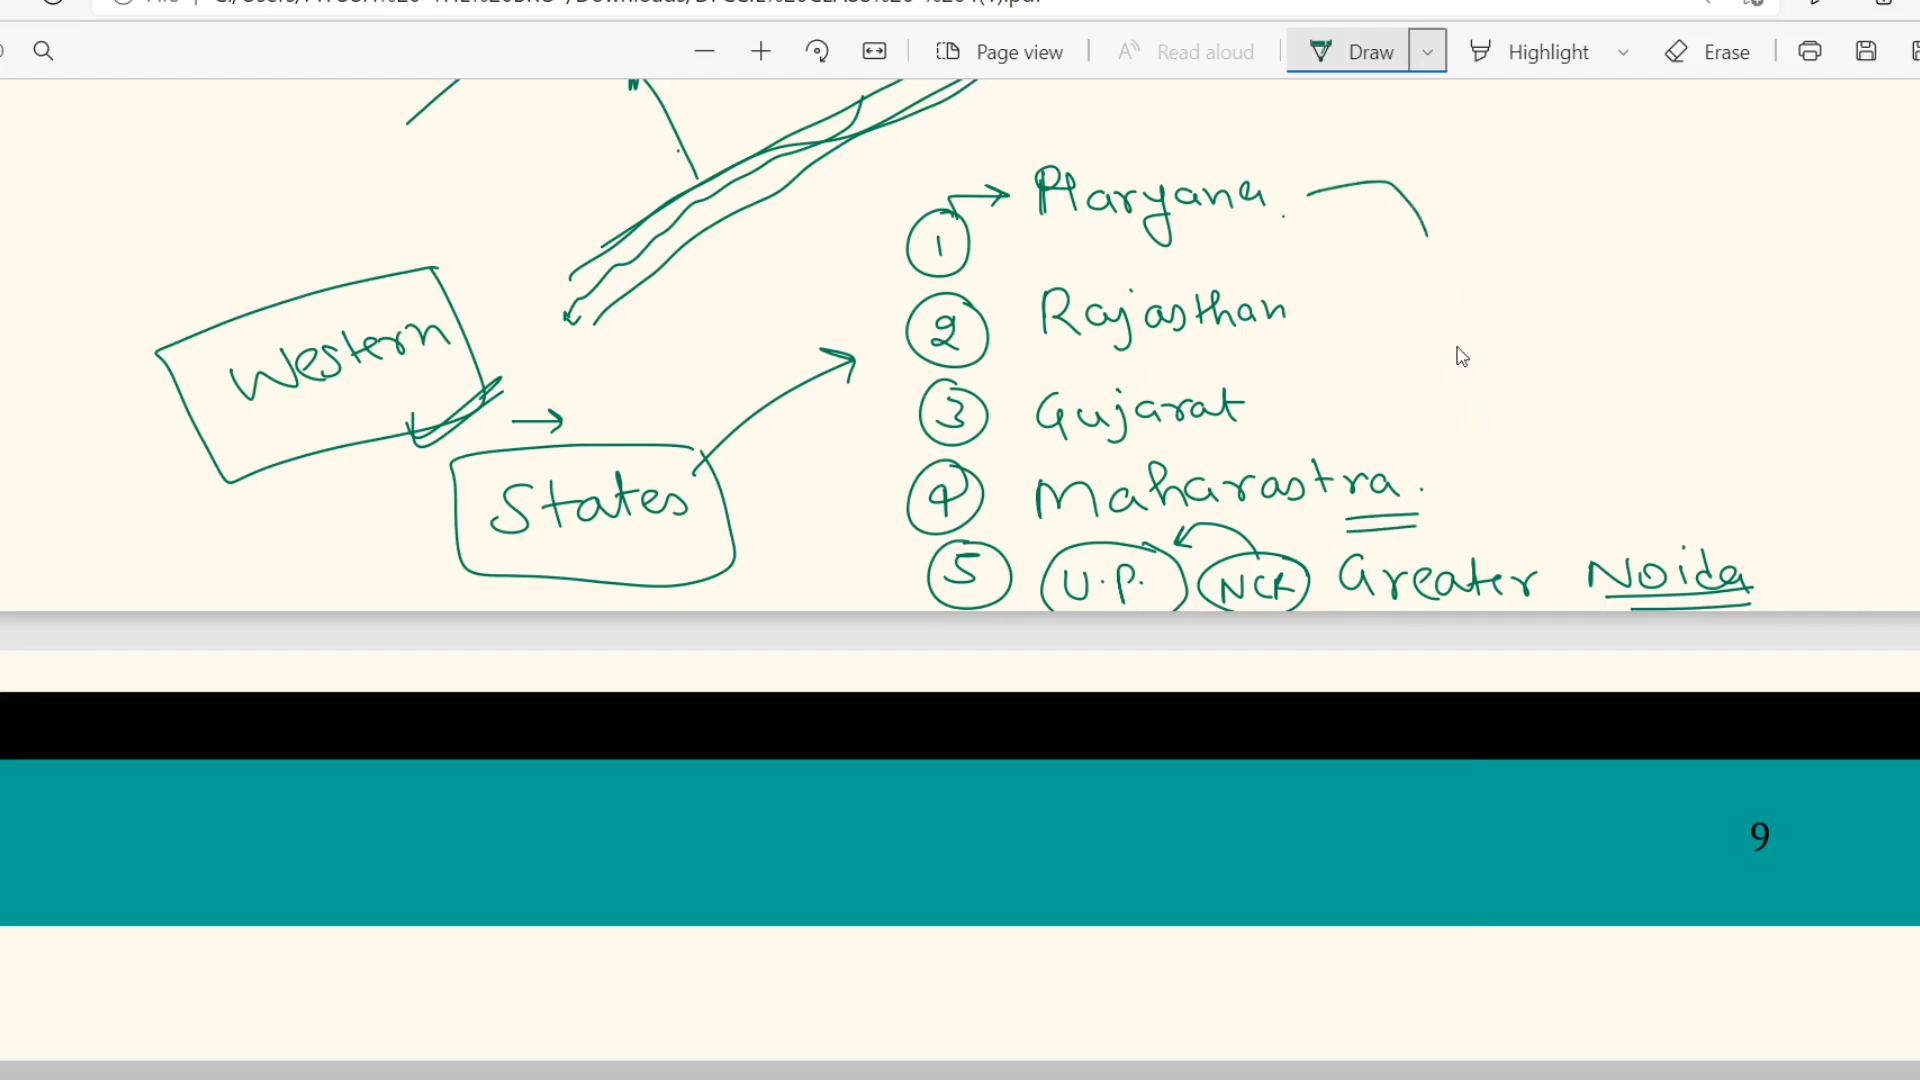 Page view
Read aloud
Draw
Highlight
Erase
1 → Haryana.
2 Rajasthan
3 Gujarat
4 Maharastra.
5 U.P. NCR Greater Noida
Western
States
9